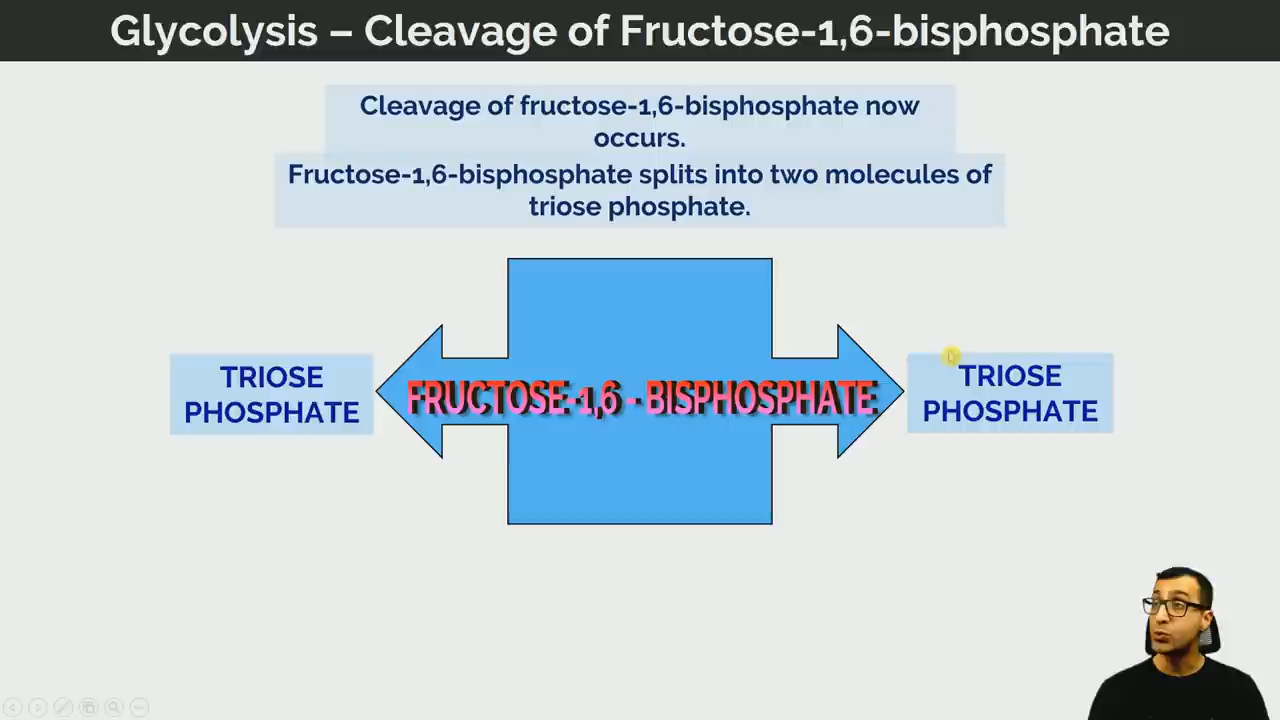 Glycolysis – Cleavage of Fructose-1,6-bisphosphate
Cleavage of fructose-1,6-bisphosphate now
occurs.
Fructose-1,6-bisphosphate splits into two molecules of
triose phosphate.
TRIOSE
PHOSPHATE
FRUCTOSE-1,6 - BISPHOSPHATE
TRIOSE
PHOSPHATE